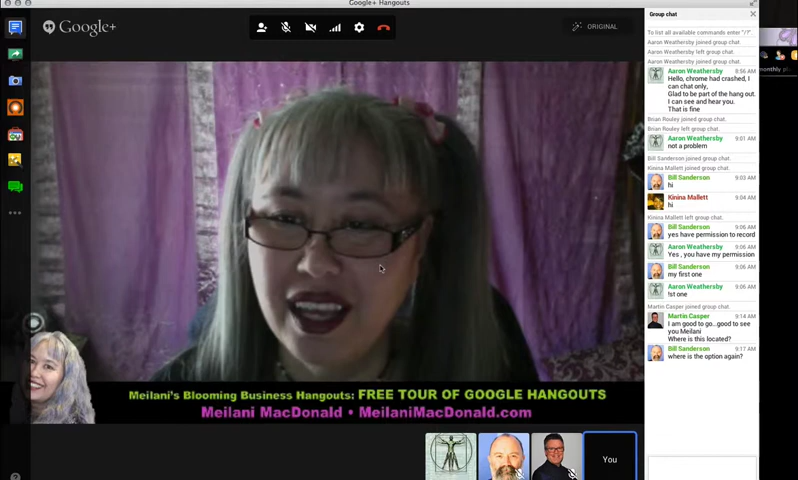 Google+ Hangouts
Google+
ORIGINAL
Group chat
To list all available commands enter "/?".
Aaron Weathersby joined group chat.
Aaron Weathersby left group chat.
Aaron Weathersby joined group chat.
Aaron Weathersby 8:56 AM
Hello, chrome had crashed, I
can chat only,
Glad to be part of the hang out.
I can see and hear you.
That is fine
Brian Rouley joined group chat.
Brian Rouley left group chat.
Aaron Weathersby 9:01 AM
not a problem
Bill Sanderson joined group chat.
Kinina Mallett joined group chat.
Bill Sanderson 9:03 AM
hi
Kinina Mallett 9:04 AM
hi
Kinina Mallett left group chat.
Bill Sanderson 9:06 AM
yes have permission to record
Aaron Weathersby 9:06 AM
Yes , you have my permission
Bill Sanderson 9:06 AM
my first one
Aaron Weathersby 9:06 AM
!st one
Martin Casper joined group chat.
Martin Casper 9:14 AM
I am good to go...good to see
you Meilani
Where is this located?
Bill Sanderson 9:17 AM
where is the option again?
monthly
Meilani's Blooming Business Hangouts: FREE TOUR OF GOOGLE HANGOUTS
Meilani MacDonald • MeilaniMacDonald.com
You